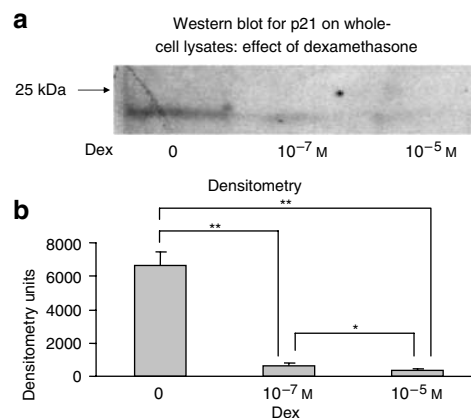 a
Western blot for p21 on whole-
cell lysates: effect of dexamethasone
25 kDa
Dex 0 10⁻⁷ M 10⁻⁵ M
Densitometry
b
**
**
*
8000
6000
4000
2000
0
Densitometry units
0 10⁻⁷ M 10⁻⁵ M
Dex